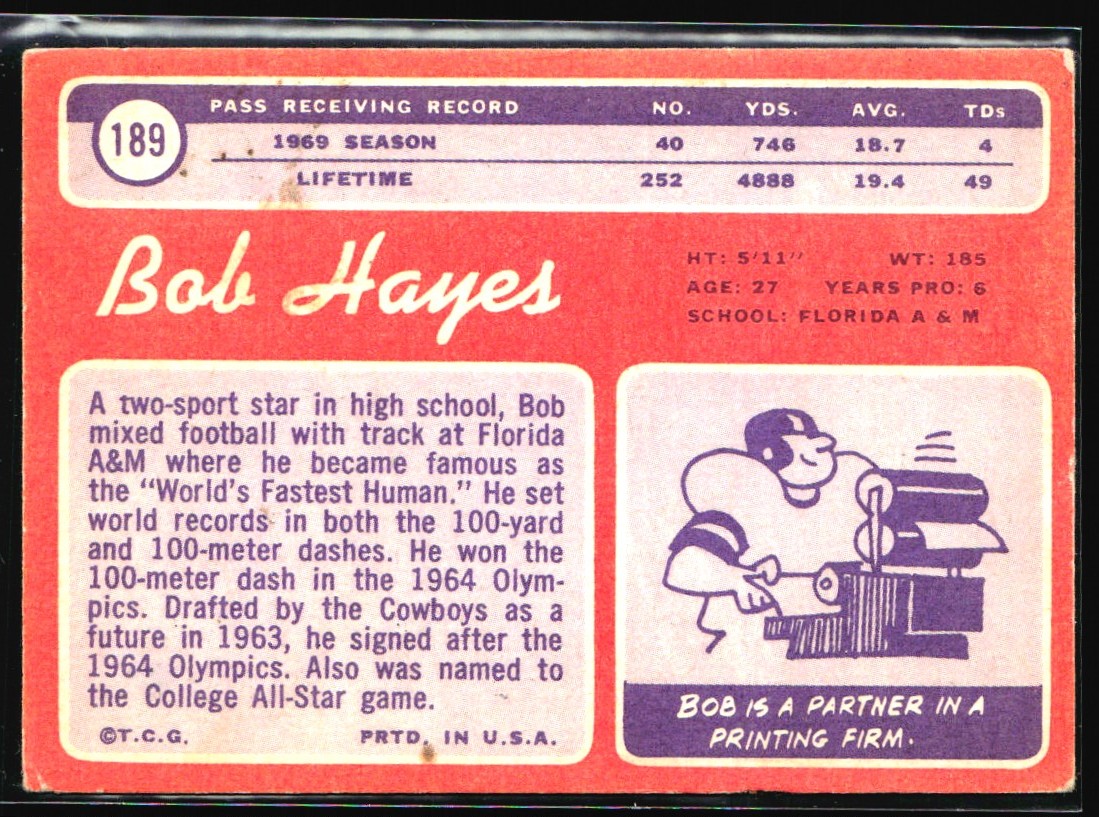 189
PASS RECEIVING RECORD NO. YDS. AVG. TDs
1969 SEASON 40 746 18.7 4
LIFETIME 252 4888 19.4 49
Bob Hayes
HT: 5'11" WT: 185
AGE: 27 YEARS PRO: 6
SCHOOL: FLORIDA A & M
A two-sport star in high school, Bob
mixed football with track at Florida
A&M where he became famous as
the "World's Fastest Human." He set
world records in both the 100-yard
and 100-meter dashes. He won the
100-meter dash in the 1964 Olym-
pics. Drafted by the Cowboys as a
future in 1963, he signed after the
1964 Olympics. Also was named to
the College All-Star game.
©T.C.G. PRTD. IN U.S.A.
BOB IS A PARTNER IN A
PRINTING FIRM.